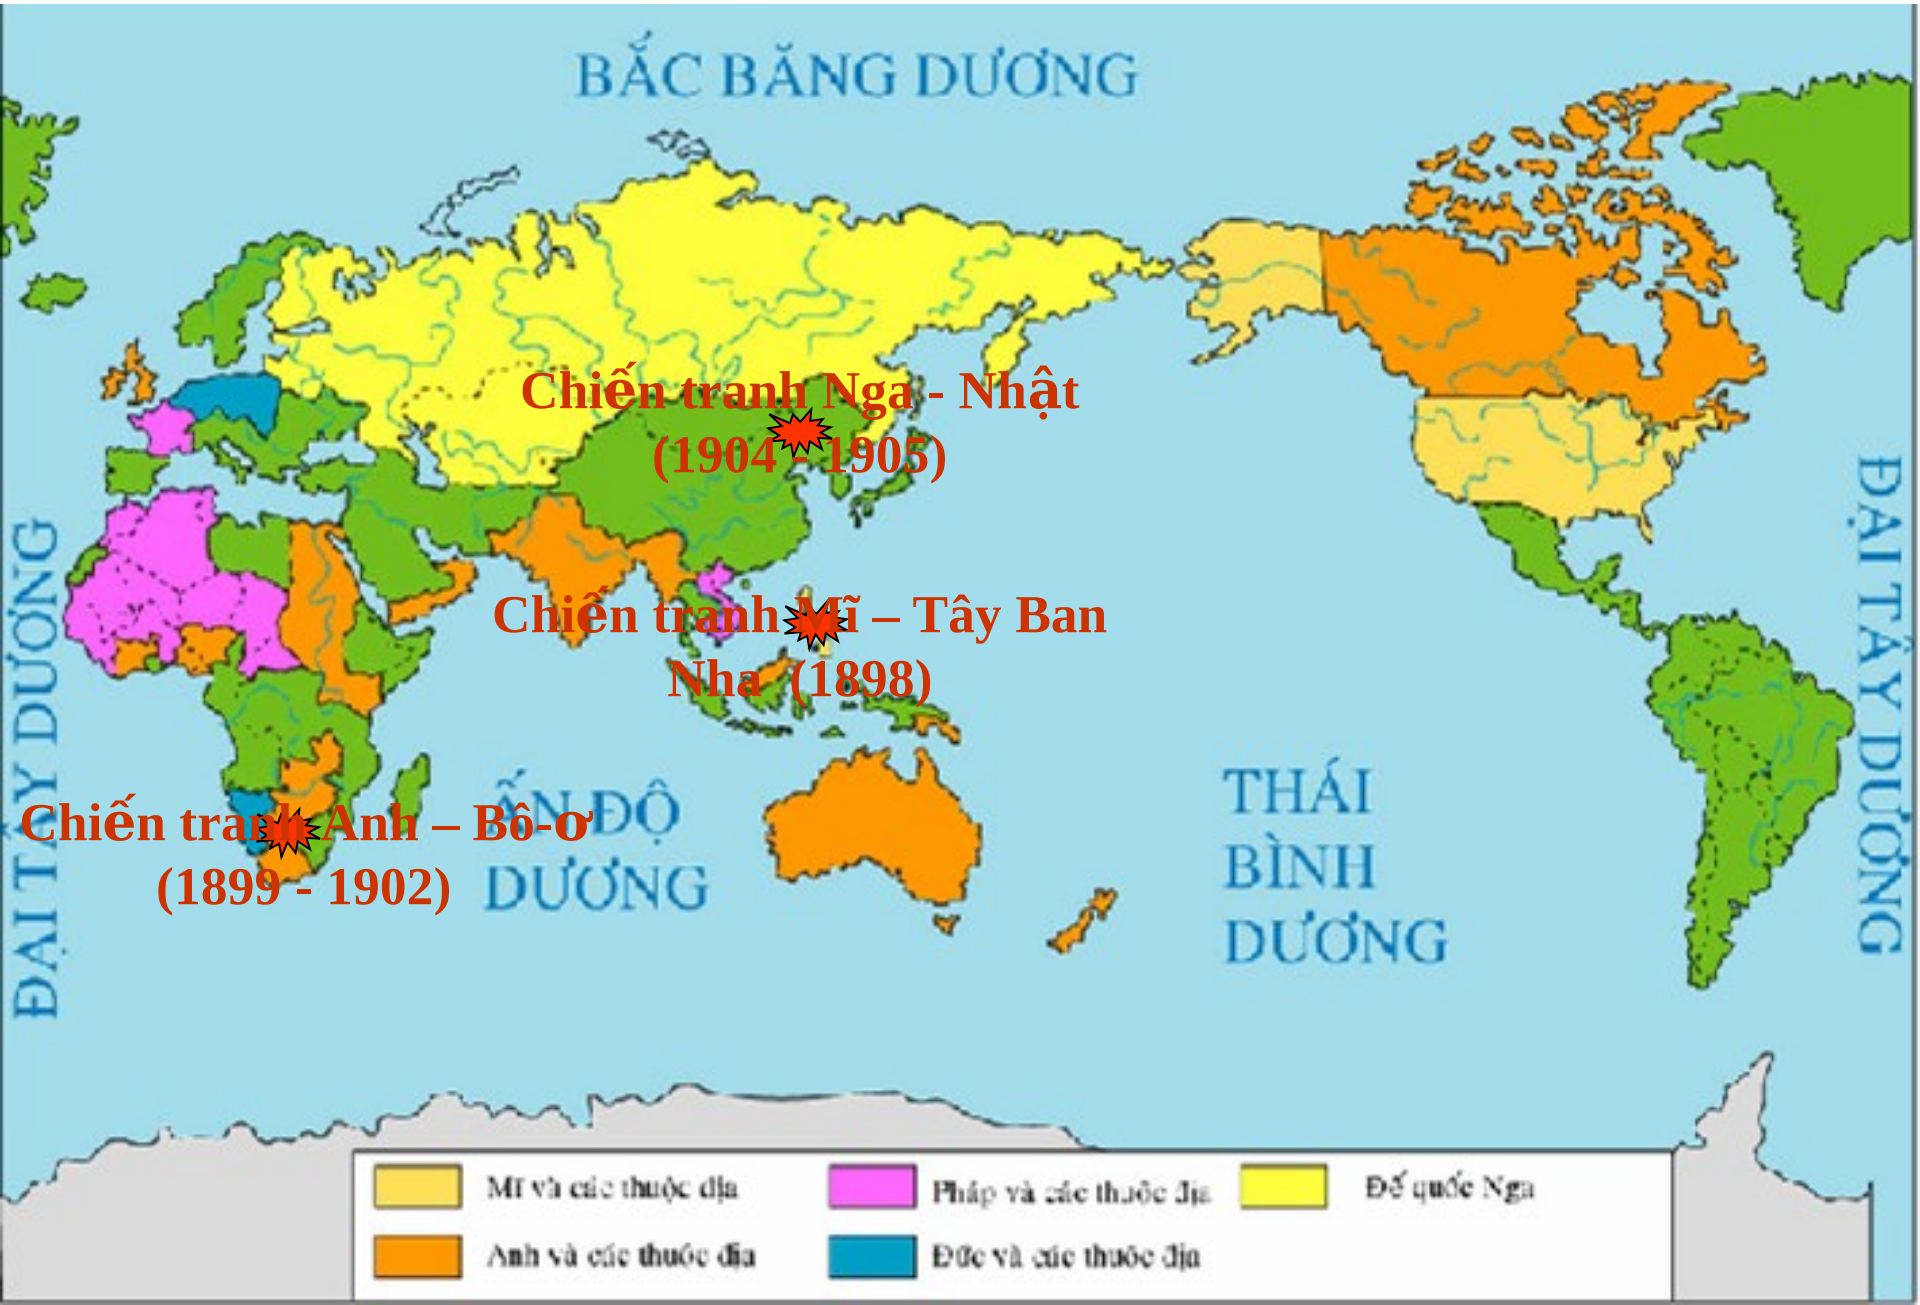 BẮC BĂNG DƯƠNG
Chiến tranh Nga - Nhật
(1904 - 1905)
Chiến tranh Mĩ – Tây Ban
Nha (1898)
Chiến tranh Anh – Bô-ơ
(1899 - 1902)
ĐẠI TÂY DƯƠNG
ẤN ĐỘ
DƯƠNG
THÁI
BÌNH
DƯƠNG
ĐẠI TÂY DƯƠNG
Mĩ và các thuộc địa
Pháp và các thuộc địa
Đế quốc Nga
Anh và các thuộc địa
Đức và các thuộc địa